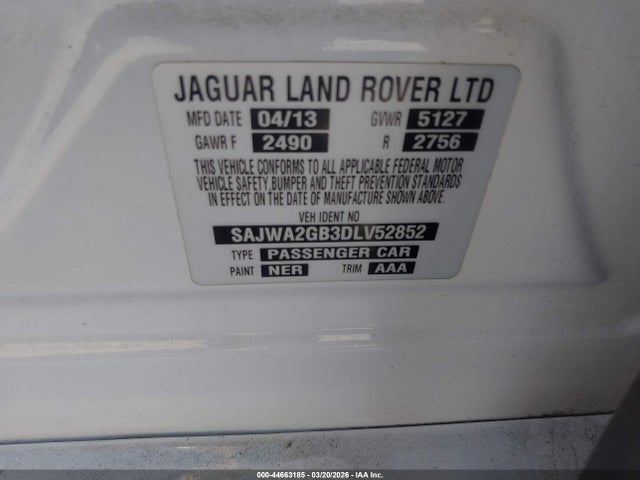 JAGUAR LAND ROVER LTD
MFD DATE 04/13 GVWR 5127
GAWR F 2490 R 2756
THIS VEHICLE CONFORMS TO ALL APPLICABLE FEDERAL MOTOR
VEHICLE SAFETY, BUMPER AND THEFT PREVENTION STANDARDS
IN EFFECT ON THE DATE OF MANUFACTURE SHOWN ABOVE.
VEH IDENT NO
SAJWA2GB3DLV52852
TYPE PASSENGER CAR
PAINT NER TRIM AAA
000-44663185 - 03/20/2026 - IAA Inc.